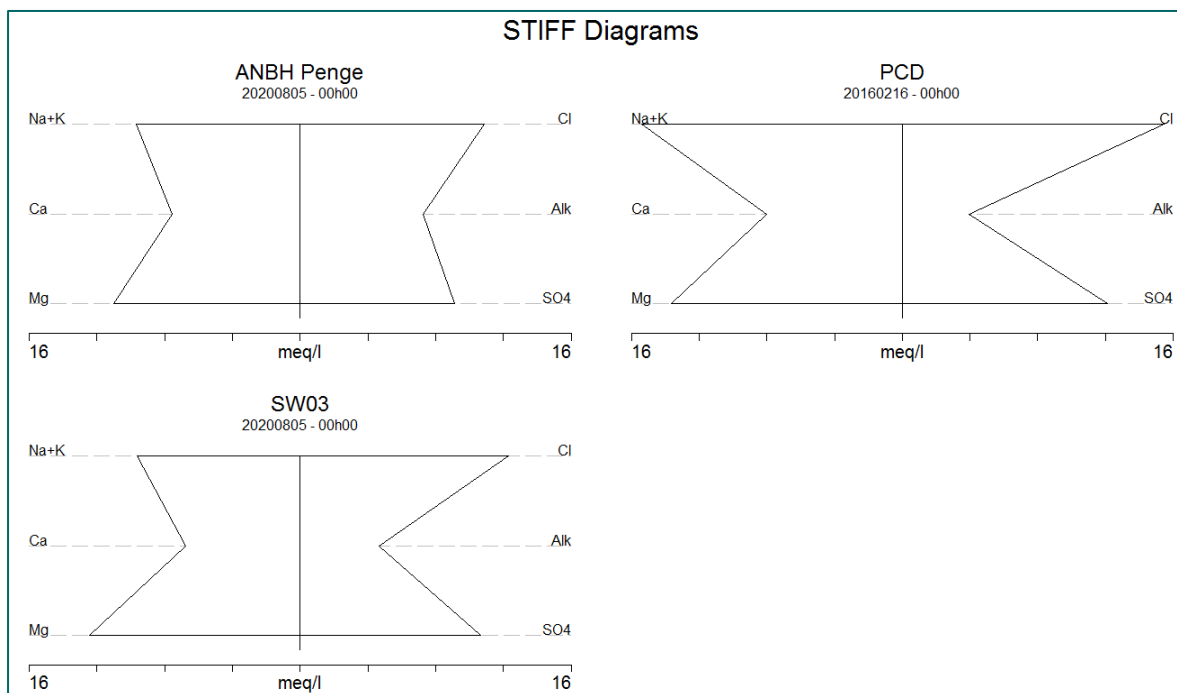 STIFF Diagrams
ANBH Penge
20200805 - 00h00
Na+K Cl
Ca Alk
Mg SO4
16 meq/l 16
PCD
20160216 - 00h00
Na+K Cl
Ca Alk
Mg SO4
16 meq/l 16
SW03
20200805 - 00h00
Na+K Cl
Ca Alk
Mg SO4
16 meq/l 16